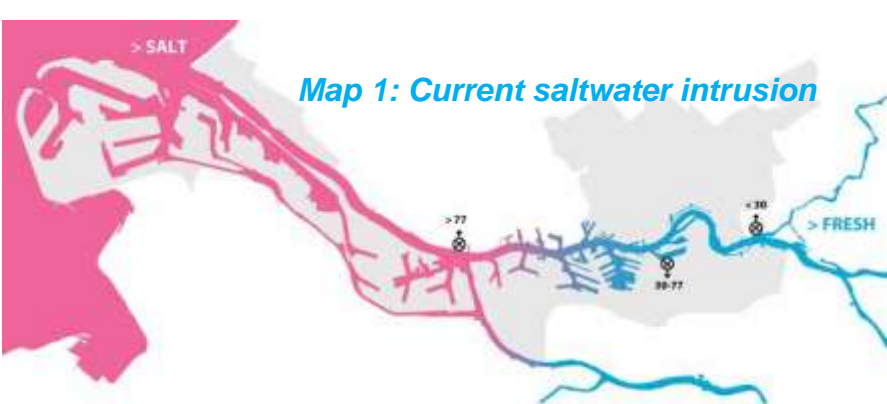 > SALT
Map 1: Current saltwater intrusion
> 77
< 30
> FRESH
30-77